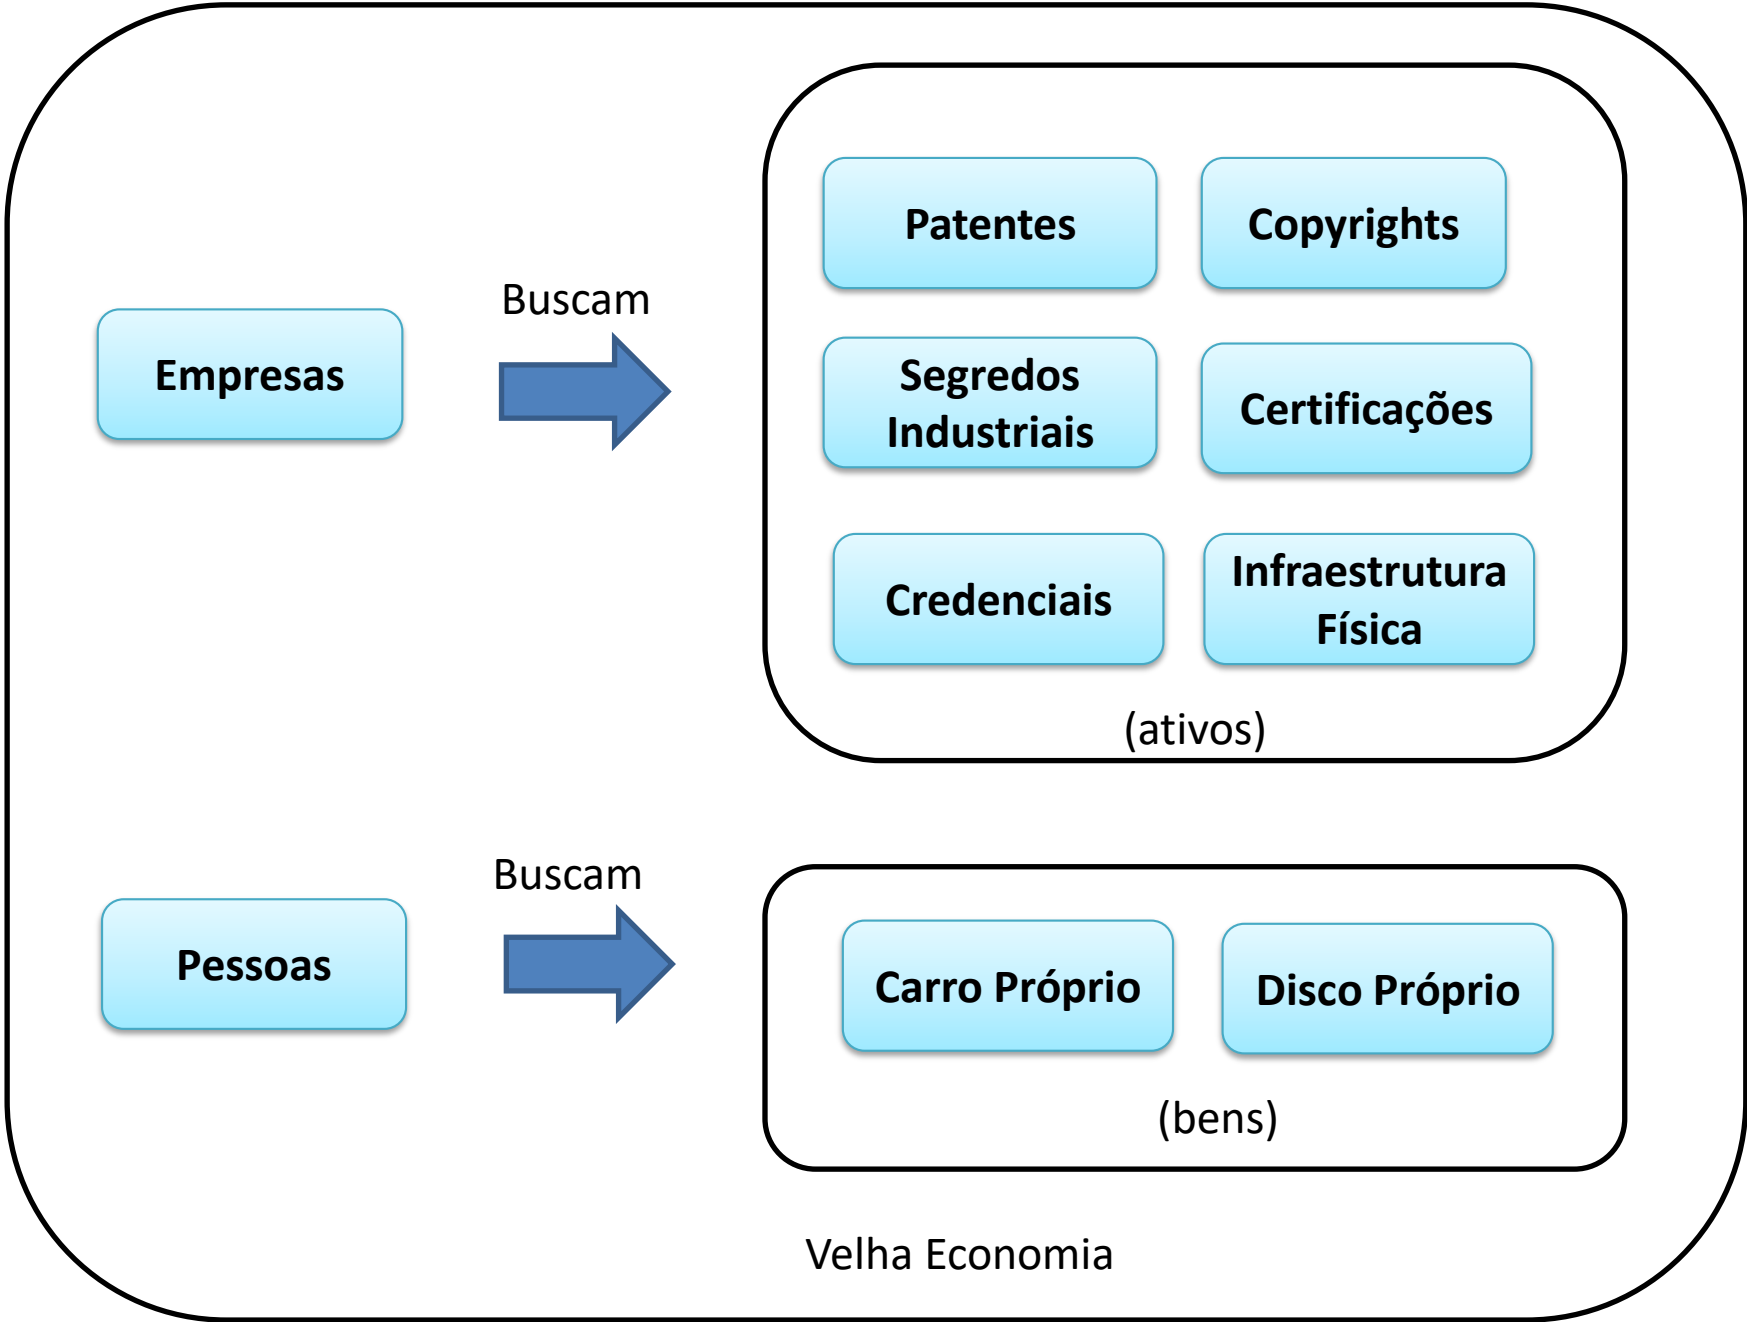 Patentes
Copyrights
Buscam
Empresas
Segredos
Industriais
Certificações
Credenciais
Infraestrutura
Física
(ativos)
Buscam
Pessoas
Carro Próprio
Disco Próprio
(bens)
Velha Economia